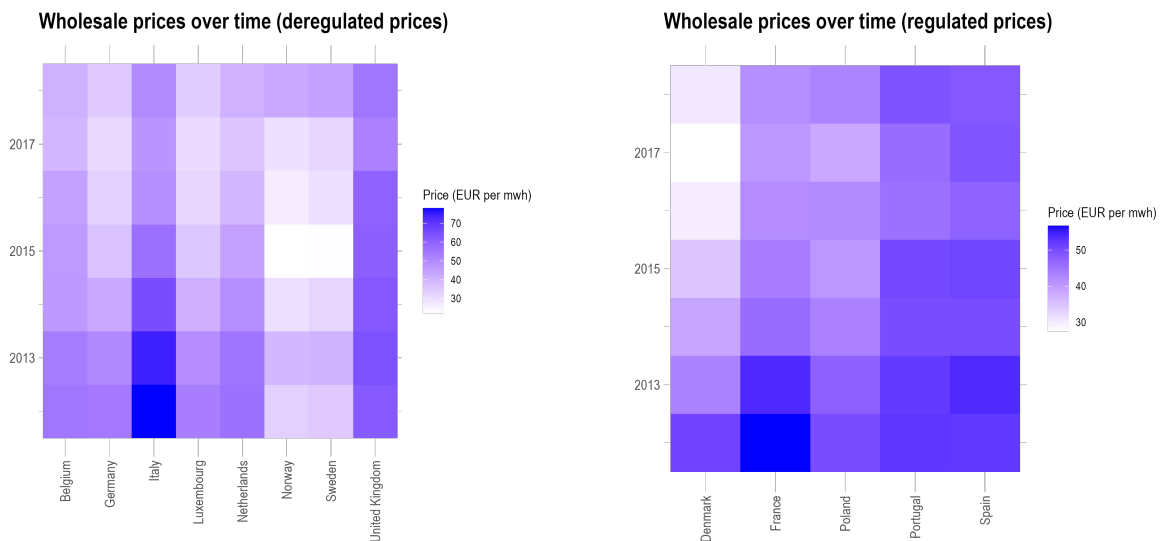 Wholesale prices over time (deregulated prices)
2017
2015
2013
Belgium
Germany
Italy
Luxembourg
Netherlands
Norway
Sweden
United Kingdom
Price (EUR per mwh)
70
60
50
40
30
Wholesale prices over time (regulated prices)
2017
2015
2013
Denmark
France
Poland
Portugal
Spain
Price (EUR per mwh)
50
40
30